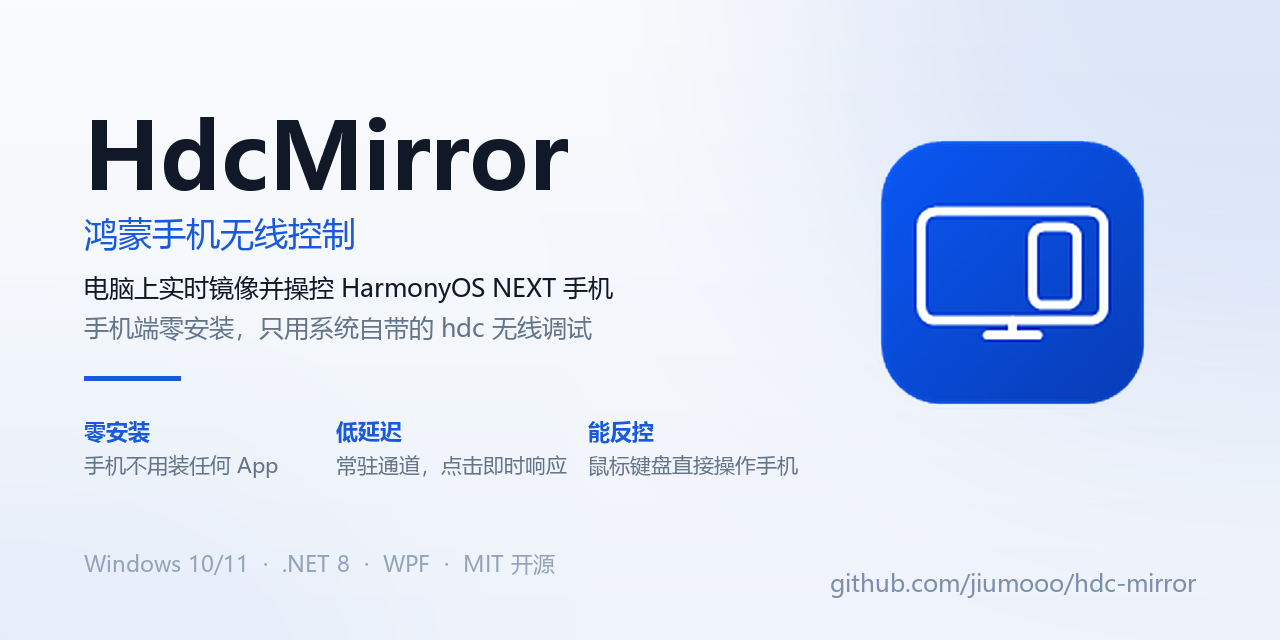 HdcMirror
鸿蒙手机无线控制
电脑上实时镜像并操控 HarmonyOS NEXT 手机
手机端零安装，只用系统自带的 hdc 无线调试
零安装
手机不用装任何 App
低延迟
常驻通道，点击即时响应
能反控
鼠标键盘直接操作手机
Windows 10/11 · .NET 8 · WPF · MIT 开源
github.com/jiumooo/hdc-mirror